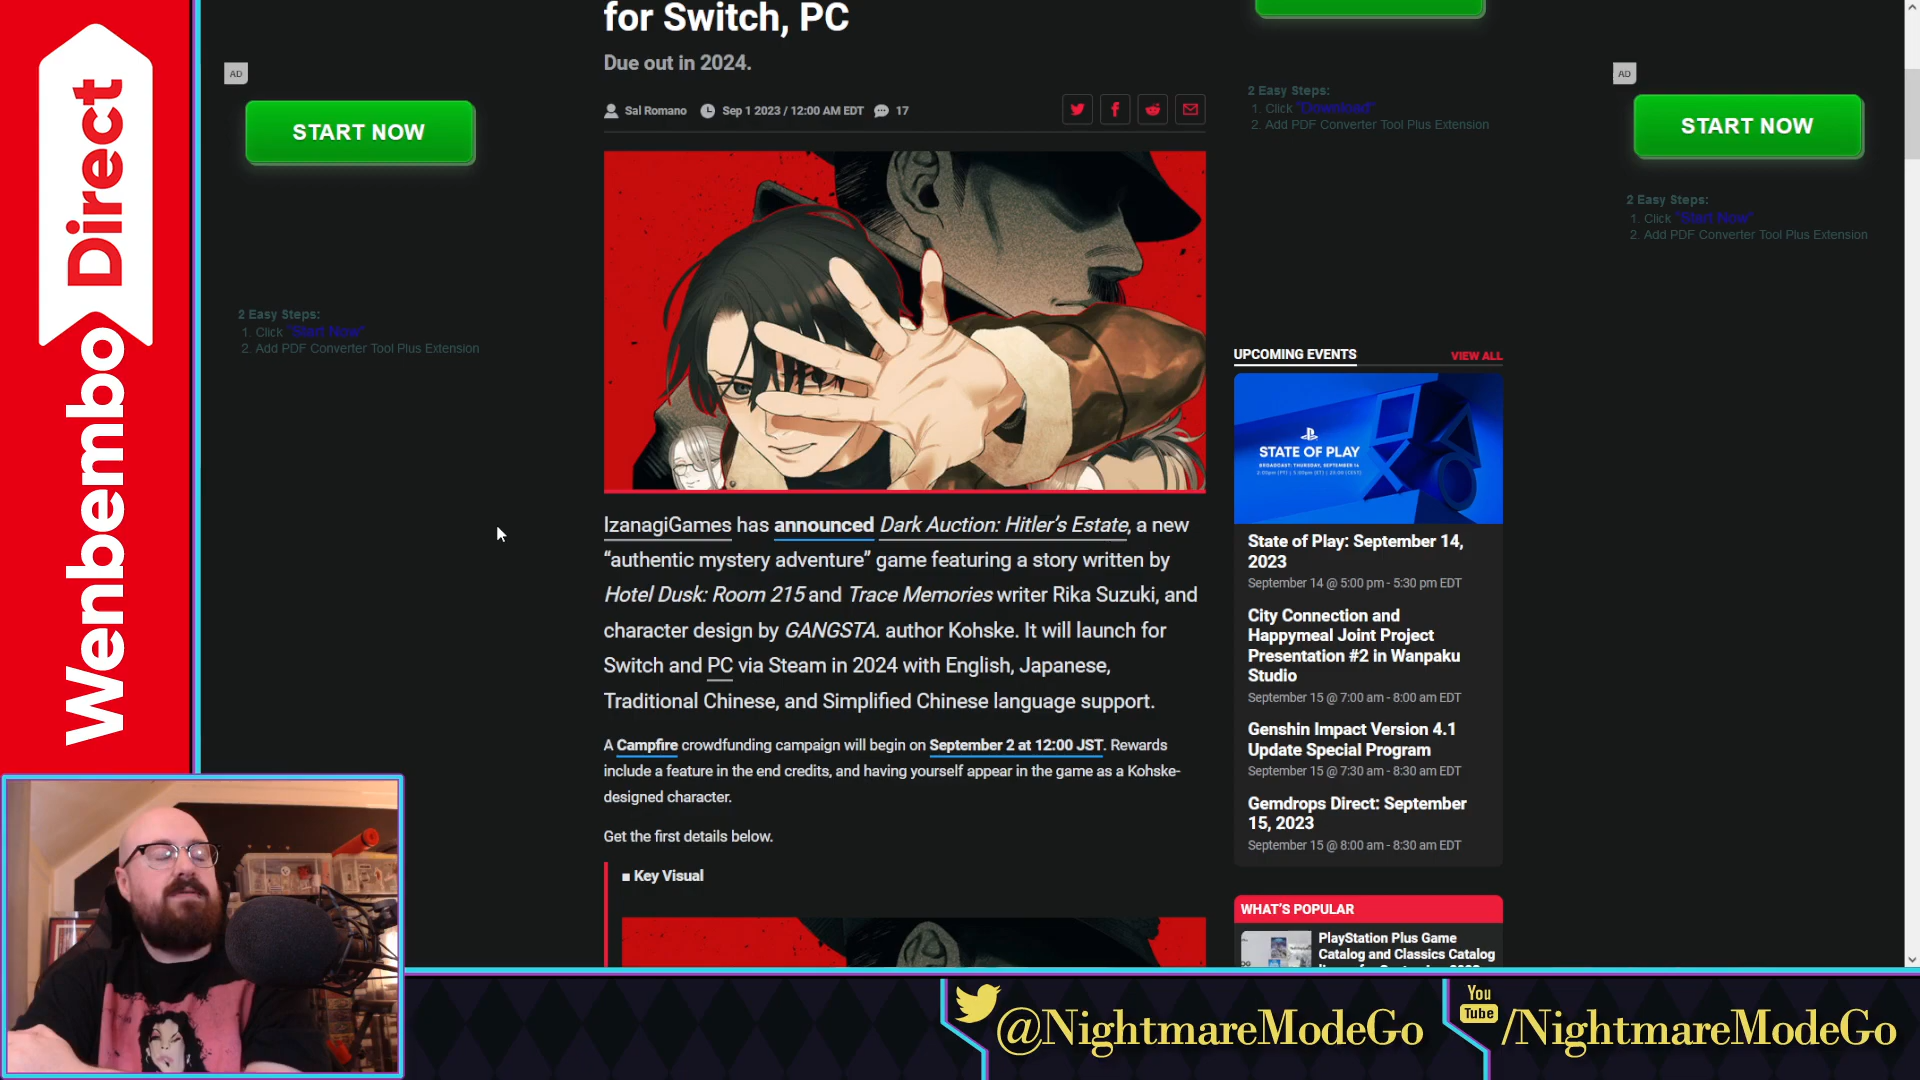 Wenbembo Direct
for Switch, PC
Due out in 2024.
Sal Romano
Sep 1 2023 / 12:00 AM EDT
17
AD
START NOW
2 Easy Steps:
1. Click "Start Now"
2. Add PDF Converter Tool Plus Extension
IzanagiGames has announced Dark Auction: Hitler's Estate, a new
“authentic mystery adventure” game featuring a story written by
Hotel Dusk: Room 215 and Trace Memories writer Rika Suzuki, and
character design by GANGSTA. author Kohske. It will launch for
Switch and PC via Steam in 2024 with English, Japanese,
Traditional Chinese, and Simplified Chinese language support.
A Campfire crowdfunding campaign will begin on September 2 at 12:00 JST. Rewards
include a feature in the end credits, and having yourself appear in the game as a Kohske-
designed character.
Get the first details below.
■ Key Visual
2 Easy Steps:
1. Click "Download"
2. Add PDF Converter Tool Plus Extension
UPCOMING EVENTS
VIEW ALL
STATE OF PLAY
BROADCAST: THURSDAY, SEPTEMBER 14
State of Play: September 14,
2023
September 14 @ 5:00 pm - 5:30 pm EDT
City Connection and
Happymeal Joint Project
Presentation #2 in Wanpaku
Studio
September 15 @ 7:00 am - 8:00 am EDT
Genshin Impact Version 4.1
Update Special Program
September 15 @ 7:30 am - 8:30 am EDT
Gemdrops Direct: September
15, 2023
September 15 @ 8:00 am - 8:30 am EDT
WHAT'S POPULAR
PlayStation Plus Game
Catalog and Classics Catalog
AD
START NOW
2 Easy Steps:
1. Click "Start Now"
2. Add PDF Converter Tool Plus Extension
@NightmareModeGo
You
Tube
/NightmareModeGo